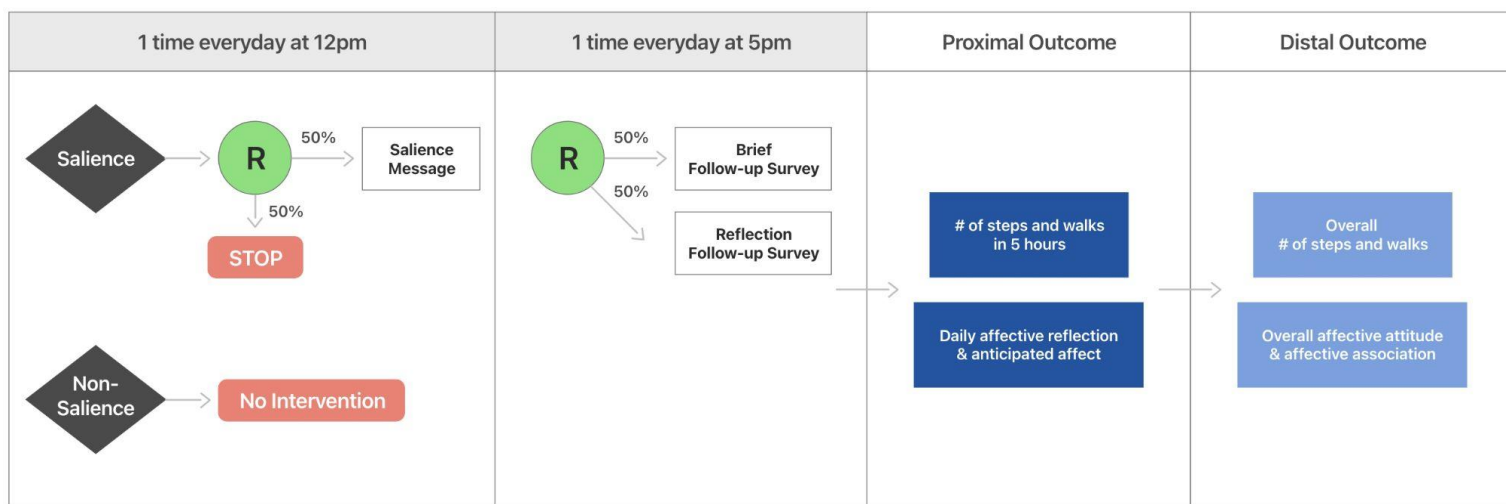 1 time everyday at 12pm
1 time everyday at 5pm
Proximal Outcome
Distal Outcome
Salience
R
50%
Salience
Message
50%
STOP
Non-
Salience
No Intervention
R
50%
Brief
Follow-up Survey
50%
Reflection
Follow-up Survey
# of steps and walks
in 5 hours
Daily affective reflection
& anticipated affect
Overall
# of steps and walks
Overall affective attitude
& affective association